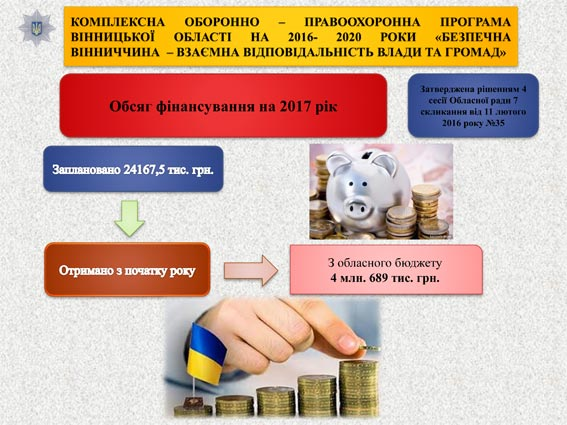 КОМПЛЕКСНА ОБОРОННО – ПРАВООХОРОННА ПРОГРАМА
ВІННИЦЬКОЇ ОБЛАСТІ НА 2016- 2020 РОКИ «БЕЗПЕЧНА
ВІННИЧЧИНА – ВЗАЄМНА ВІДПОВІДАЛЬНІСТЬ ВЛАДИ ТА ГРОМАД»
Обсяг фінансування на 2017 рік
Затверджена рішенням 4
сесії Обласної ради 7
скликання від 11 лютого
2016 року №35
Заплановано 24167,5 тис. грн.
Отримано з початку року
З обласного бюджету
4 млн. 689 тис. грн.